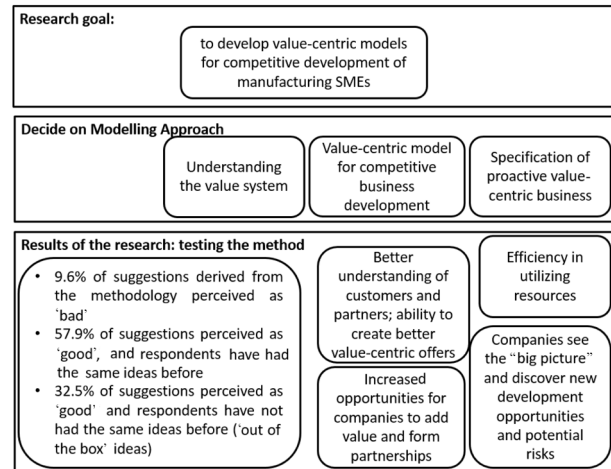 Research goal:
to develop value-centric models
for competitive development of
manufacturing SMEs
Decide on Modelling Approach
Understanding
the value system
Value-centric model
for competitive
business
development
Specification of
proactive value-
centric business
Results of the research: testing the method
• 9.6% of suggestions derived from
the methodology perceived as
'bad'
• 57.9% of suggestions perceived as
'good', and respondents have had
the same ideas before
• 32.5% of suggestions perceived as
'good' and respondents have not
had the same ideas before ('out of
the box' ideas)
Better
understanding of
customers and
partners; ability to
create better
value-centric offers
Efficiency in
utilizing
resources
Increased
opportunities for
companies to add
value and form
partnerships
Companies see
the "big picture"
and discover new
development
opportunities
and potential
risks